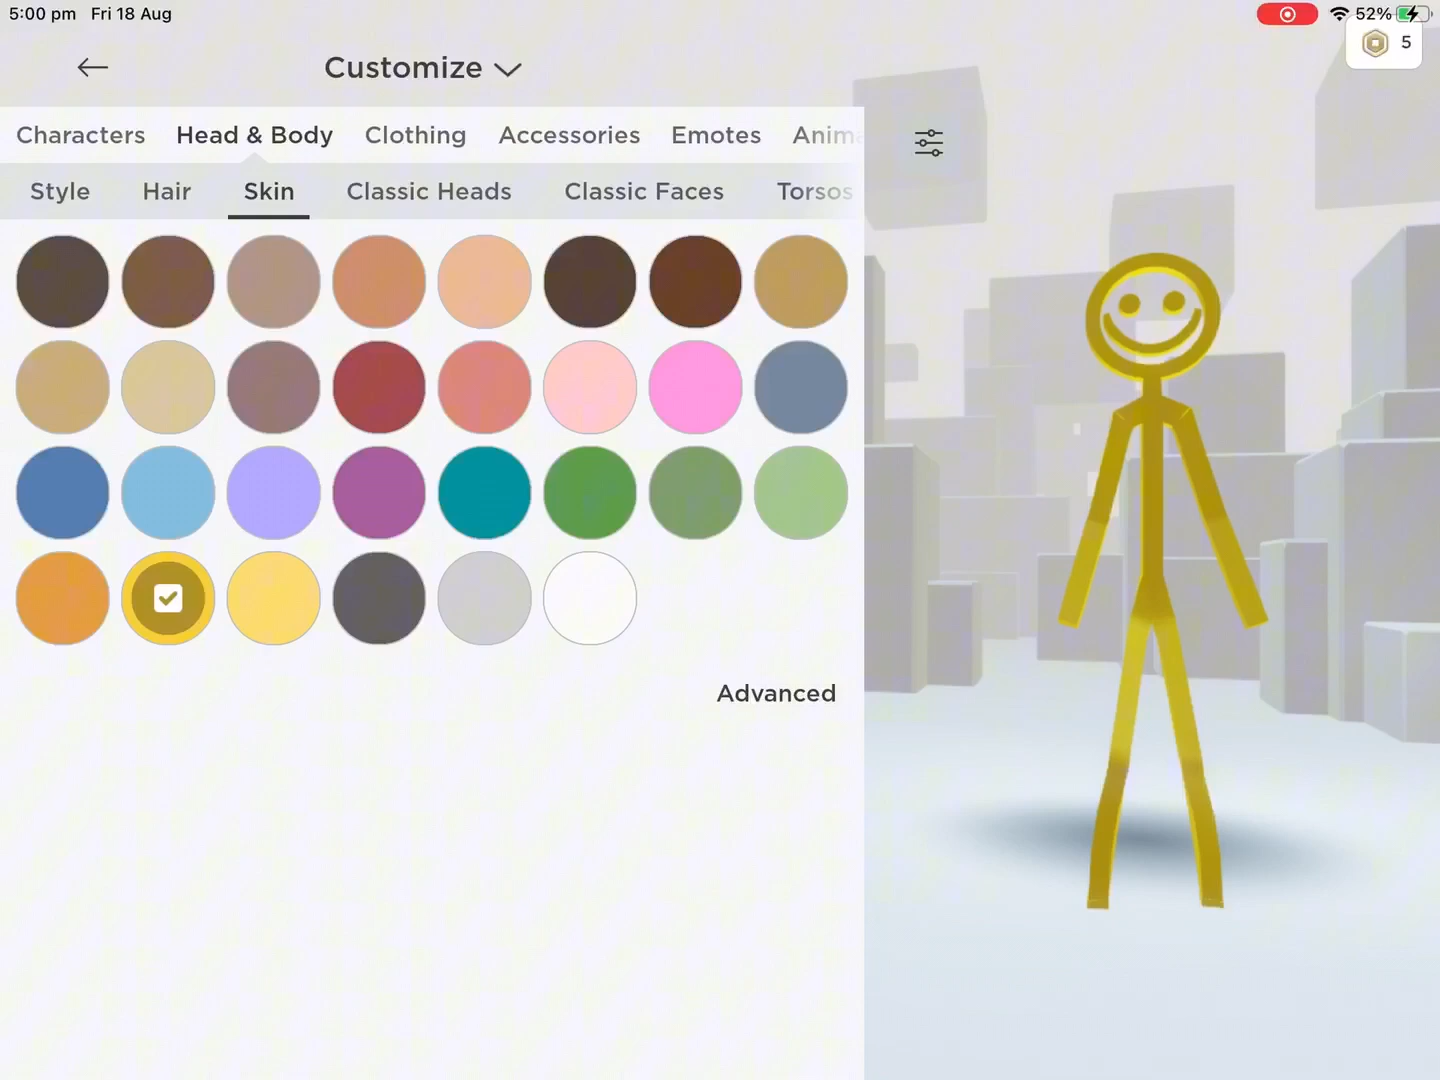 5:00 pm Fri 18 Aug
52%
5
Customize
Characters Head & Body Clothing Accessories Emotes Anima
Style Hair Skin Classic Heads Classic Faces Torsos
Advanced